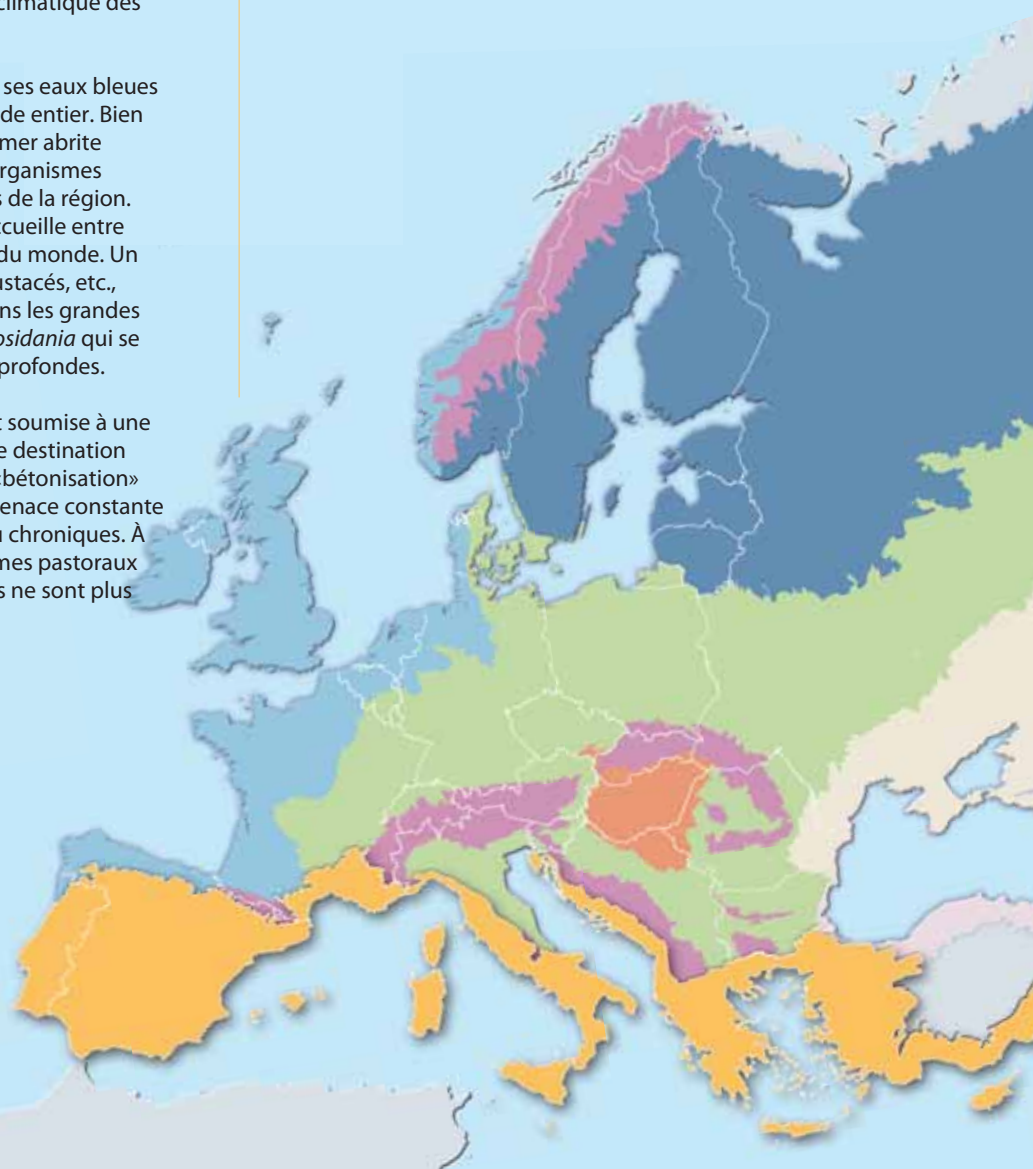 climatique des
ses eaux bleues
de entier. Bien
mer abrite
rganismes
s de la région.
cueille entre
du monde. Un
ustacés, etc.,
ns les grandes
osidania qui se
profondes.
t soumise à une
e destination
«bétonisation»
enace constante
u chroniques. À
mes pastoraux
s ne sont plus